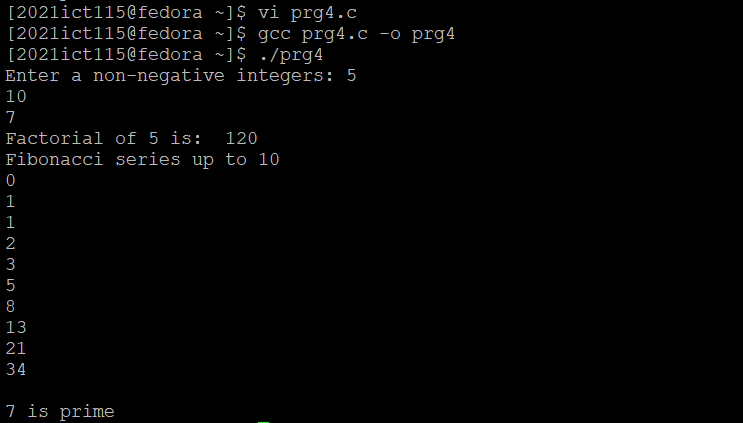 [2021ict115@fedora ~]$ vi prg4.c
[2021ict115@fedora ~]$ gcc prg4.c -o prg4
[2021ict115@fedora ~]$ ./prg4
Enter a non-negative integers: 5
10
7
Factorial of 5 is:  120
Fibonacci series up to 10
0
1
1
2
3
5
8
13
21
34
7 is prime